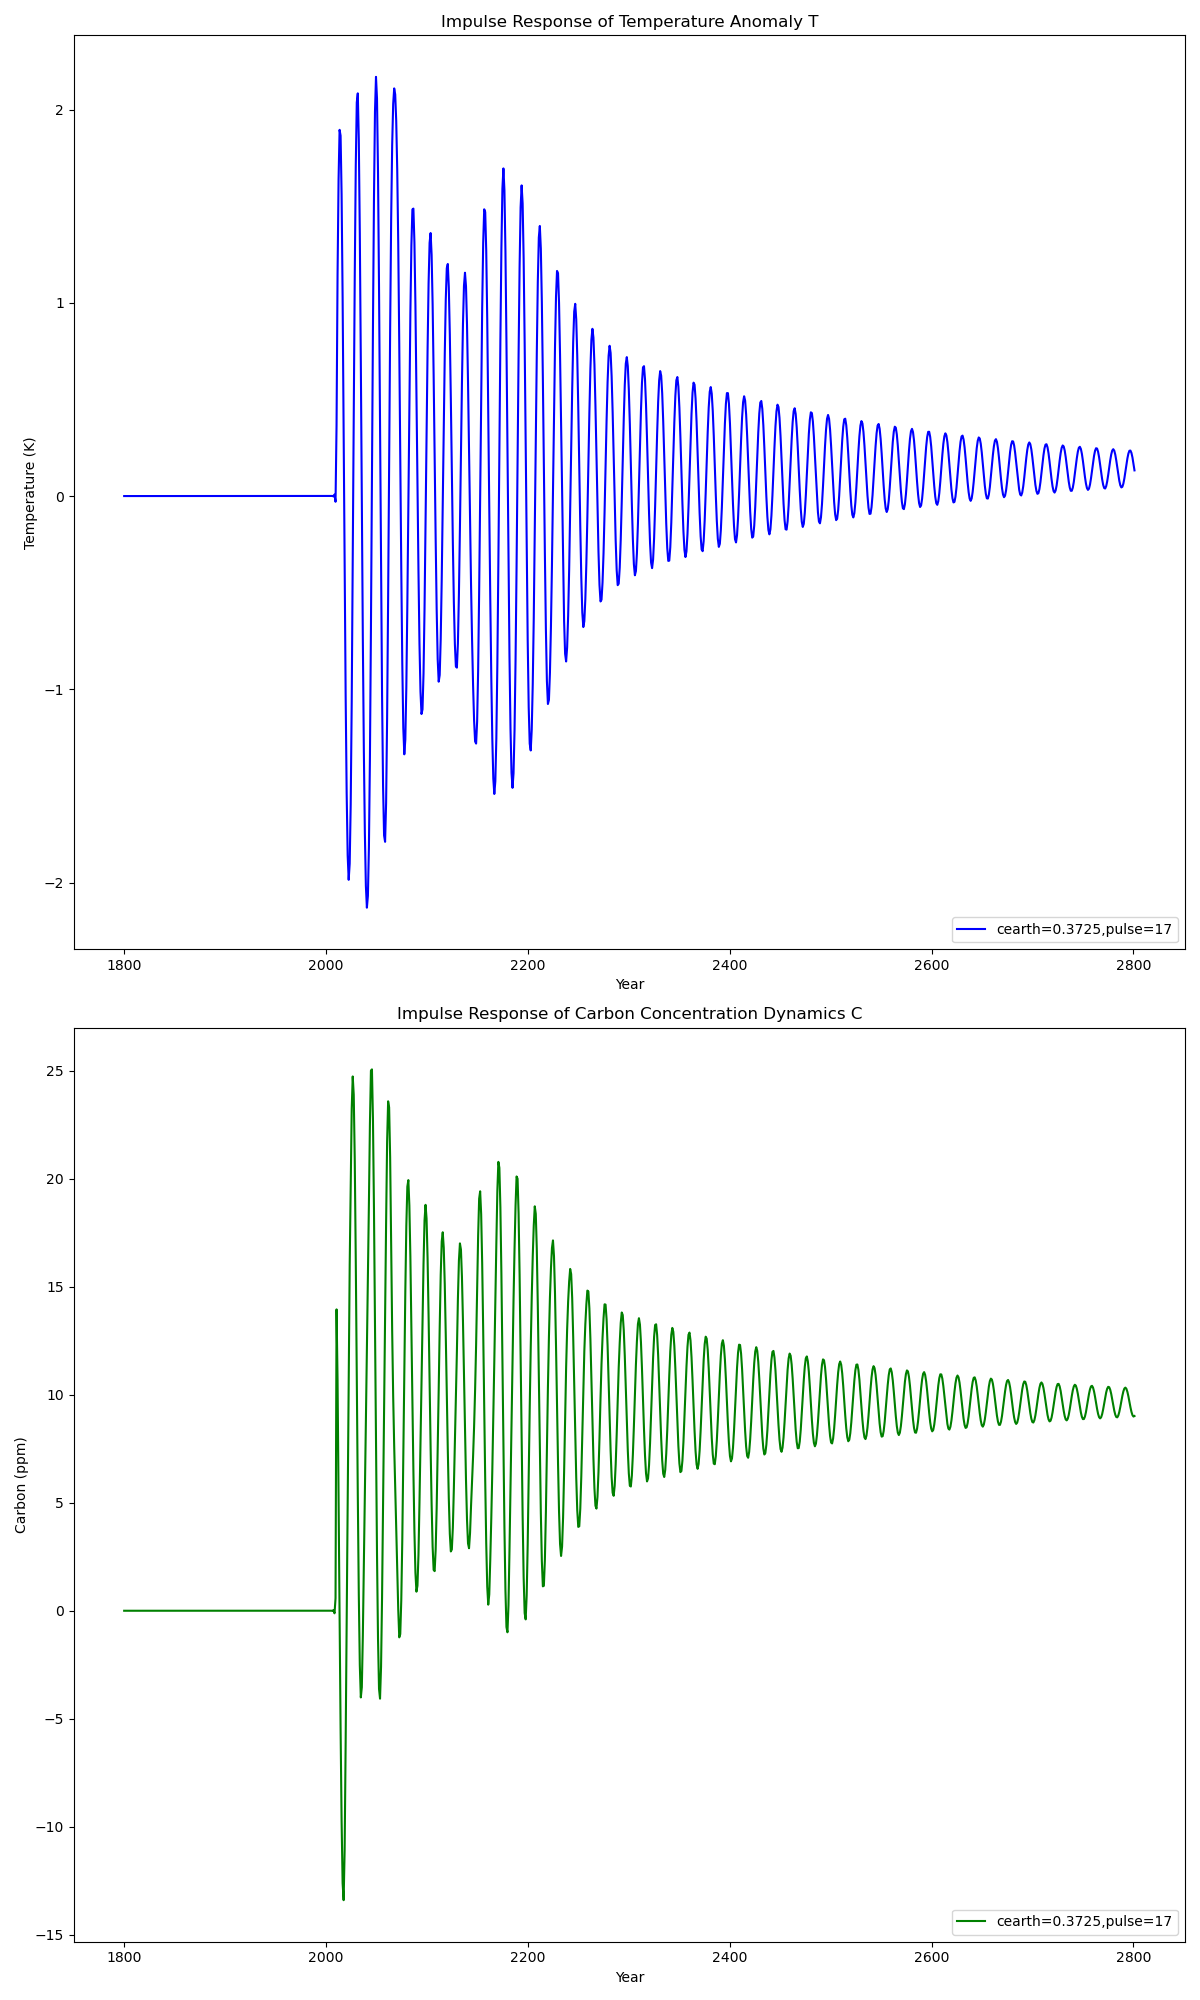 Impulse Response of Temperature Anomaly T
2
1
0
−1
−2
Temperature (K)
cearth=0.3725,pulse=17
1800 2000 2200 2400 2600 2800
Year
Impulse Response of Carbon Concentration Dynamics C
25
20
15
10
5
0
−5
−10
−15
Carbon (ppm)
cearth=0.3725,pulse=17
1800 2000 2200 2400 2600 2800
Year